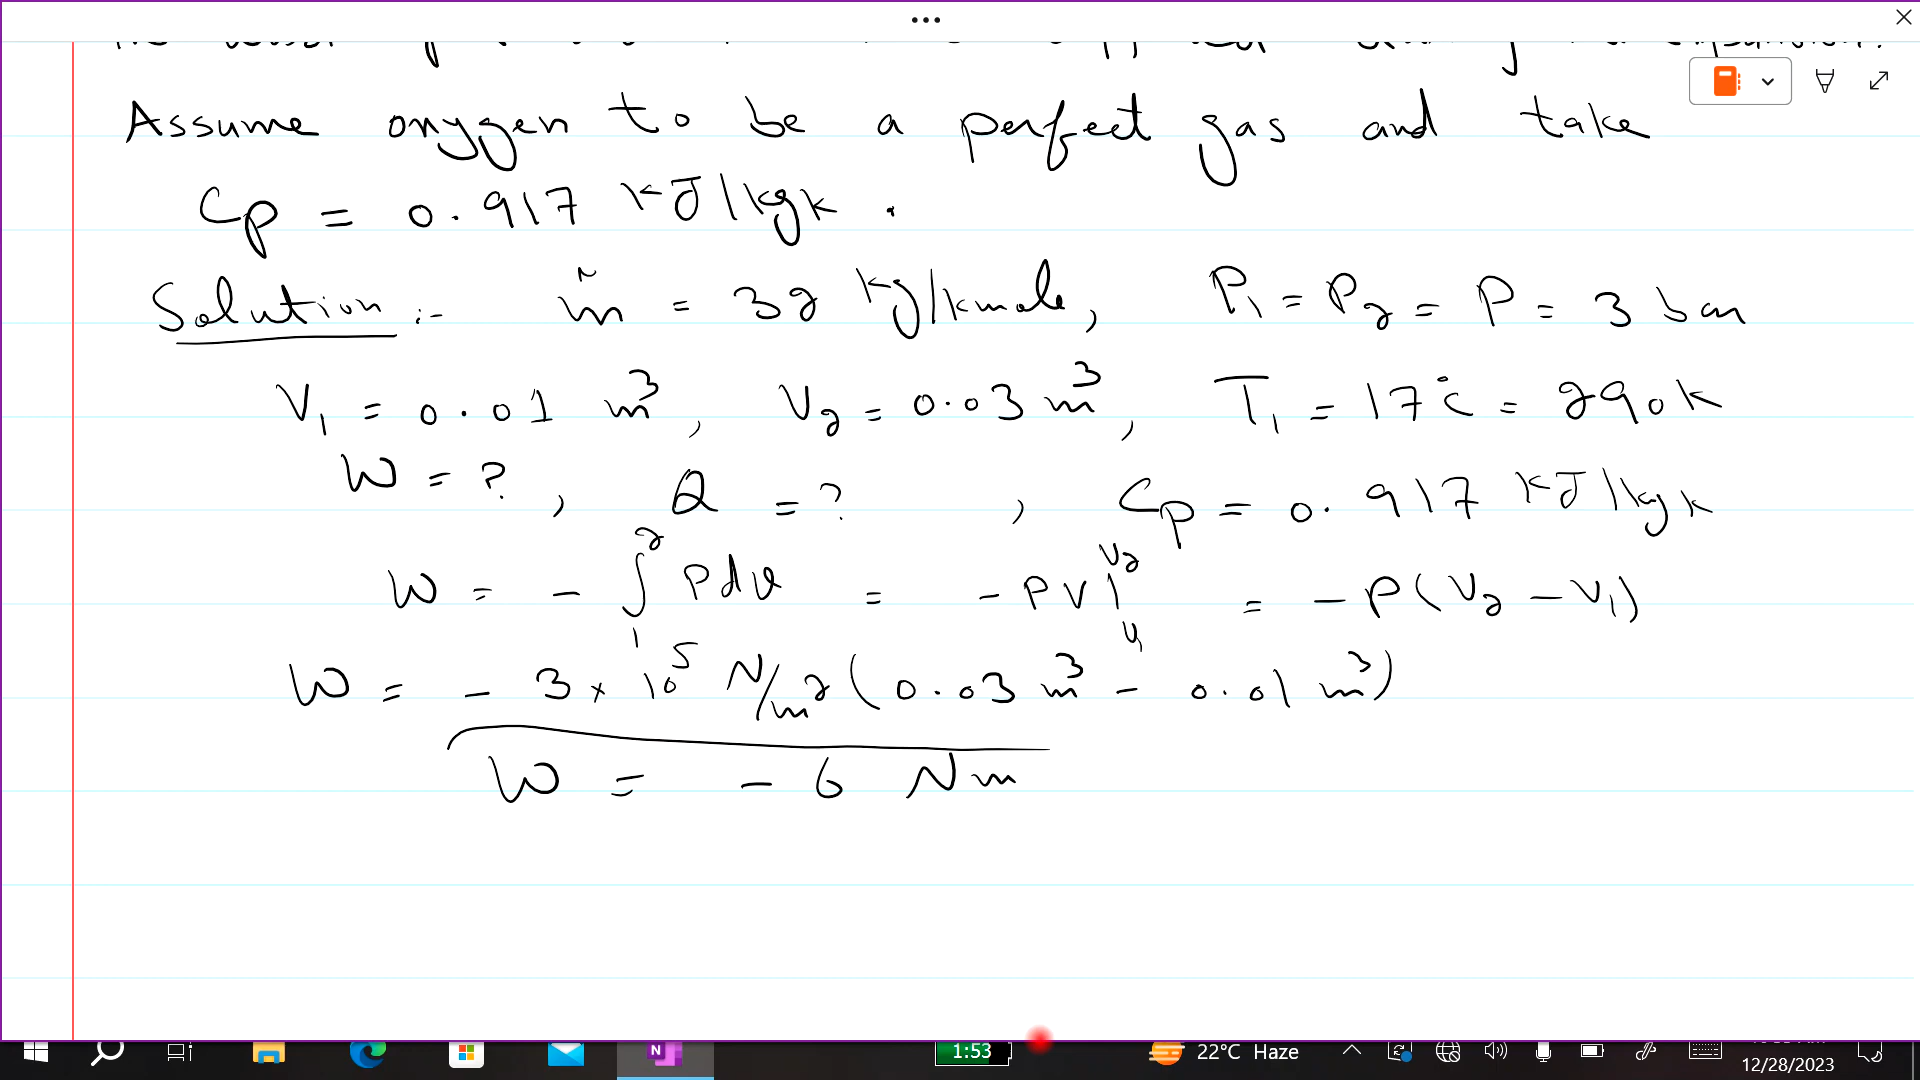 Assume oxygen to be a perfect gas and take
Cp = 0.917 KJ/kgk.
Solution :- m̃ = 32 kg/kmole, P₁ = P₂ = P = 3 bar
V₁ = 0.01 m³, V₂ = 0.03 m³, T₁ = 17°C = 290K
W = ?, Q = ?, Cp = 0.917 KJ/kgk
W = - ∫₁² Pdv = - PV|ᵥ₁ᵛ² = - P(V₂ - V₁)
W = - 3 × 10⁵ N/m² (0.03 m³ - 0.01 m³)
W = - 6 Nm
1:53
22°C Haze
12/28/2023